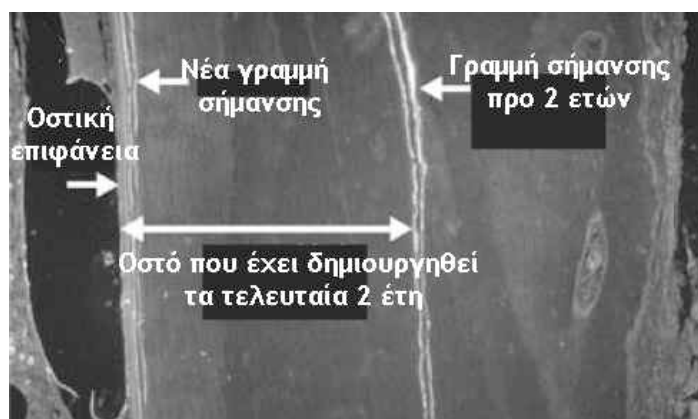 Νέα γραμμή
σήμανσης
Γραμμή σήμανσης
προ 2 ετών
Οστική
επιφάνεια
Οστό που έχει δημιουργηθεί
τα τελευταία 2 έτη